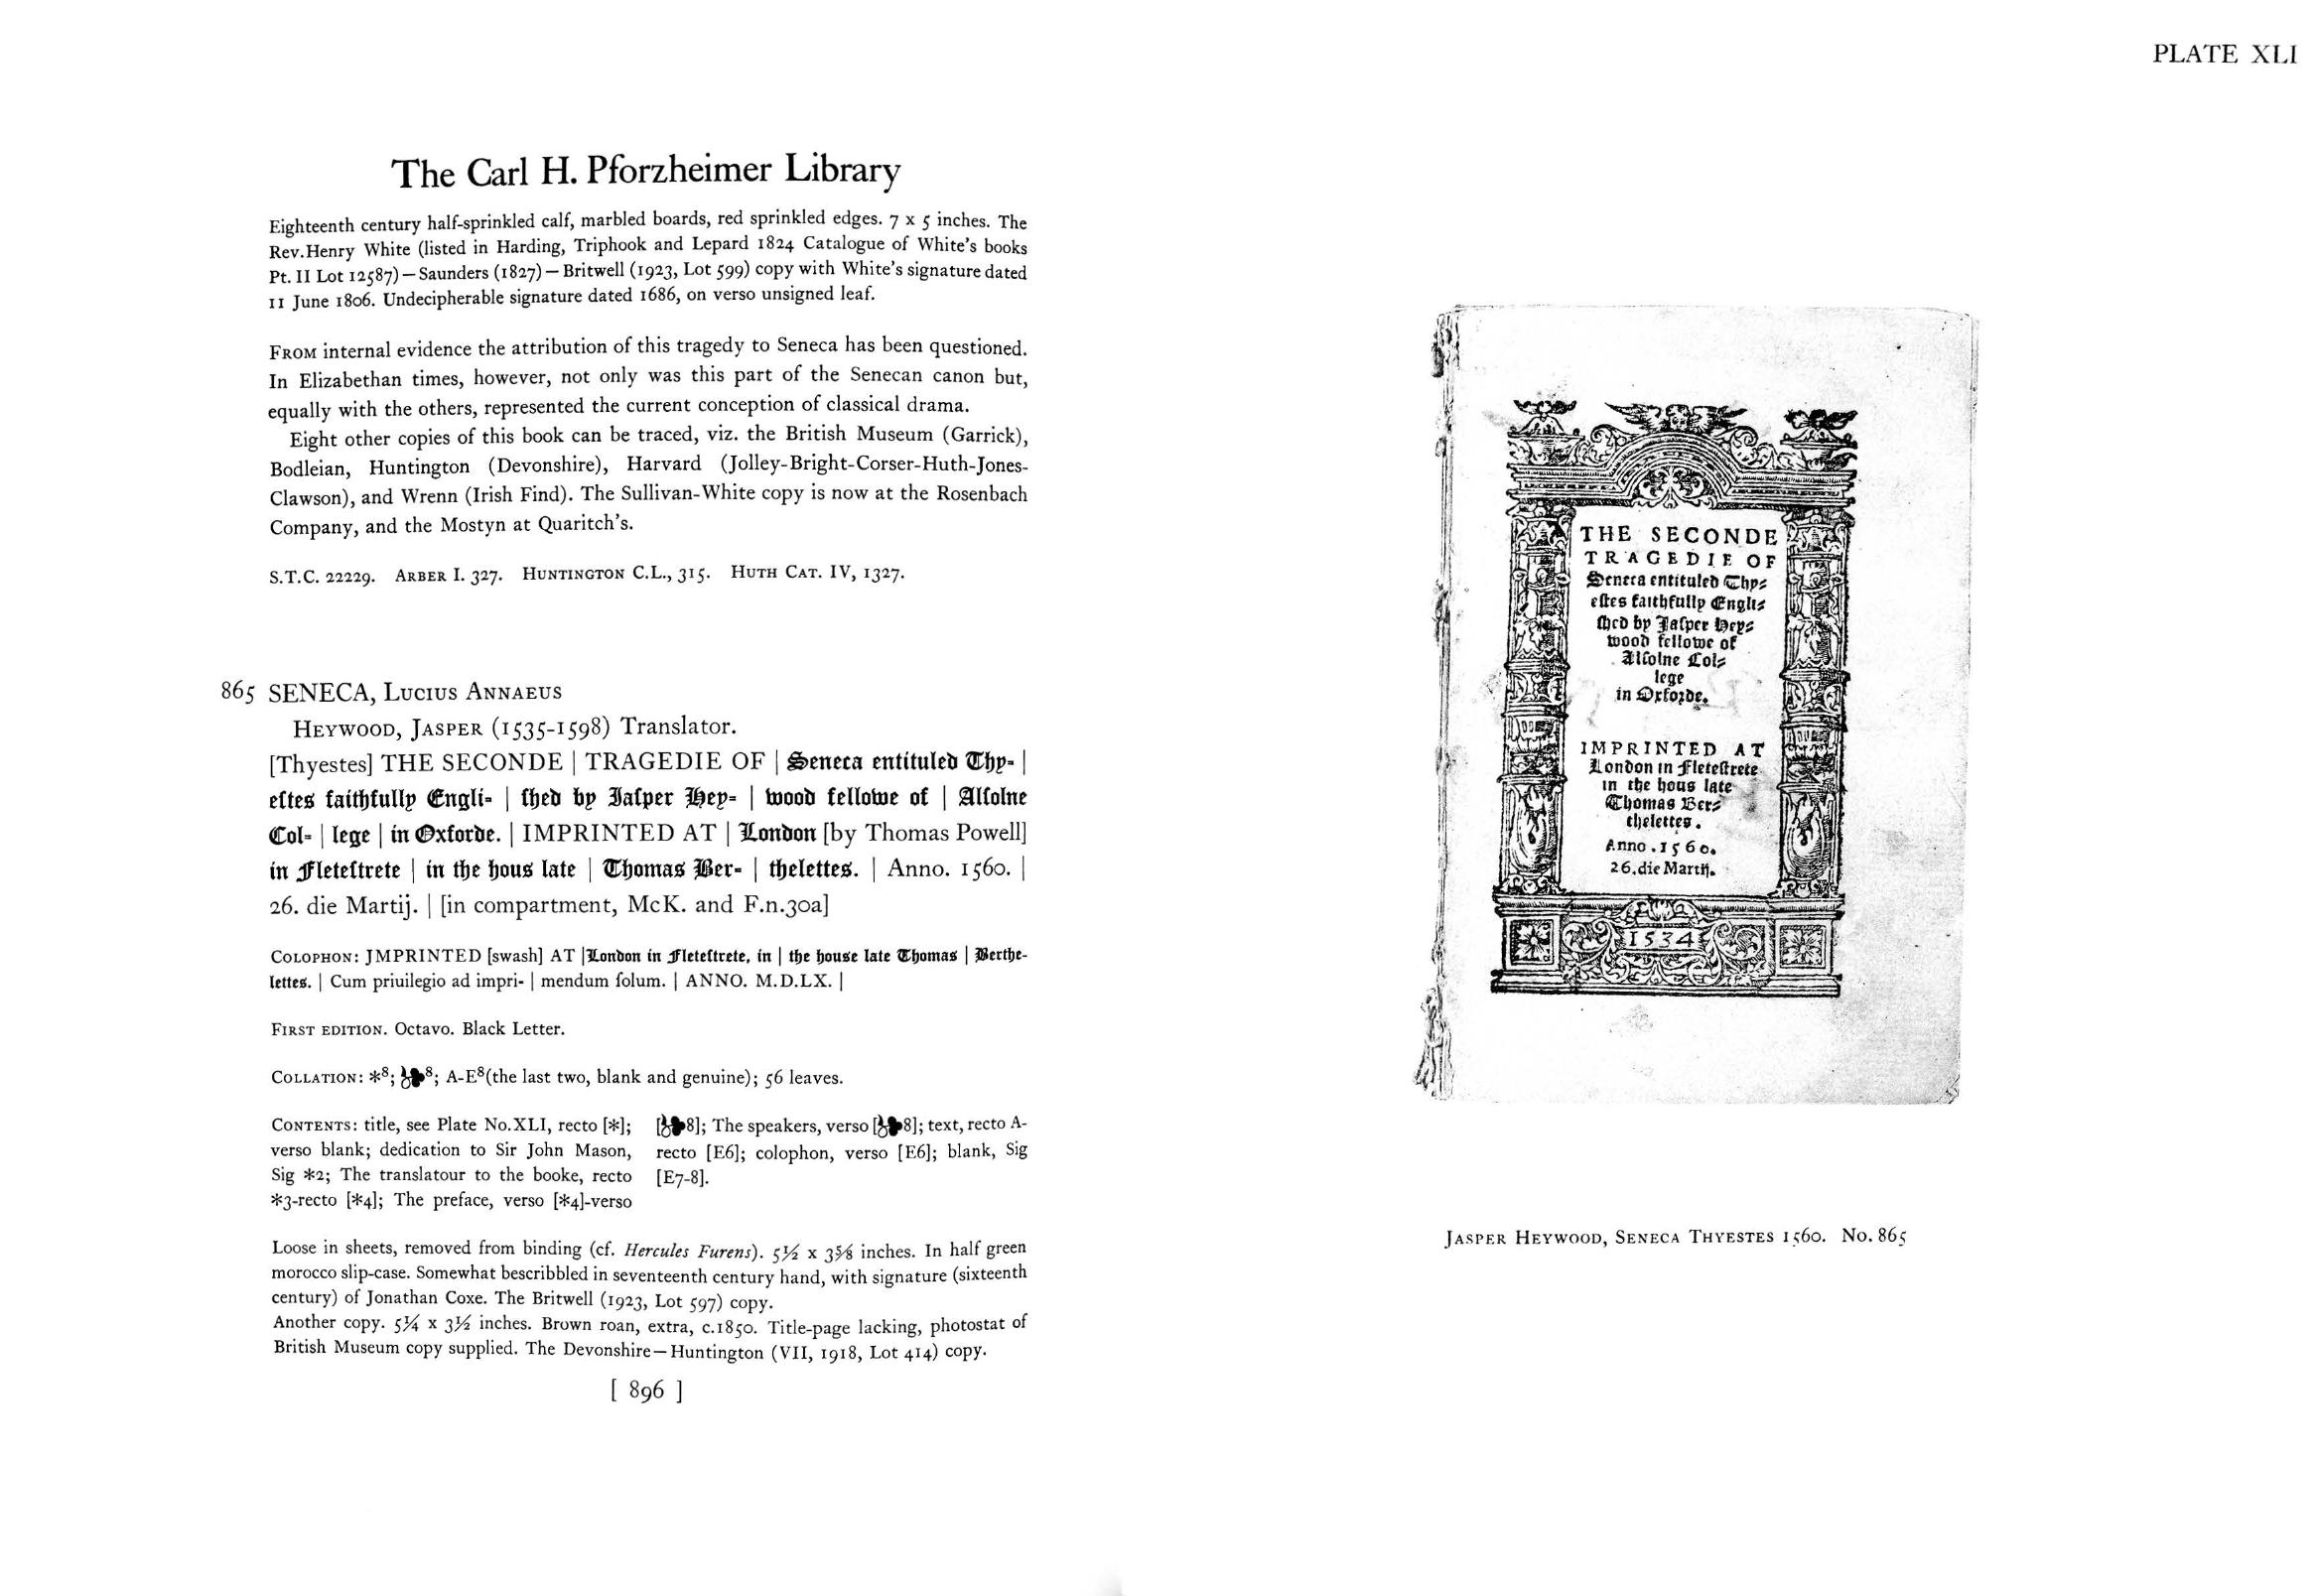 The Carl H. Pforzheimer Library
Eighteenth century half-sprinkled calf, marbled boards, red sprinkled edges. 7 x 5 inches. The
Rev.Henry White (listed in Harding, Triphook and Lepard 1824 Catalogue of White's books
Pt. II Lot 12587)—Saunders (1827)—Britwell (1923, Lot 599) copy with White's signature dated
11 June 1806. Undecipherable signature dated 1686, on verso unsigned leaf.
FROM internal evidence the attribution of this tragedy to Seneca has been questioned.
In Elizabethan times, however, not only was this part of the Senecan canon but,
equally with the others, represented the current conception of classical drama.
Eight other copies of this book can be traced, viz. the British Museum (Garrick),
Bodleian, Huntington (Devonshire), Harvard (Jolley-Bright-Corser-Huth-Jones-
Clawson), and Wrenn (Irish Find). The Sullivan-White copy is now at the Rosenbach
Company, and the Mostyn at Quaritch's.
S.T.C. 22229. ARBER I. 327. HUNTINGTON C.L., 315. HUTH CAT. IV, 1327.
865 SENECA, LUCIUS ANNAEUS
HEYWOOD, JASPER (1535-1598) Translator.
[Thyestes] THE SECONDE | TRAGEDIE OF | Seneca entituled Thy- |
eſtes faithfully Engli- | ſhed by Jaſper Hey- | wood fellowe of | Alſolne
Col- | lege | in Oxforde. | IMPRINTED AT | London [by Thomas Powell]
in Fleteſtrete | in the hous late | Thomas Ber- | thelettes. | Anno. 1560. |
26. die Martij. | [in compartment, McK. and F.n.30a]
COLOPHON: JMPRINTED [swash] AT |London in Fleteſtrete, in | the house late Thomas | Berthe-
lettes. | Cum priuilegio ad impri- | mendum ſolum. | ANNO. M.D.LX. |
FIRST EDITION. Octavo. Black Letter.
COLLATION: *⁸; ❧⁸; A-E⁸(the last two, blank and genuine); 56 leaves.
CONTENTS: title, see Plate No.XLI, recto [*];
verso blank; dedication to Sir John Mason,
Sig *2; The translatour to the booke, recto
*3-recto [*4]; The preface, verso [*4]-verso
[❧8]; The speakers, verso [❧8]; text, recto A-
recto [E6]; colophon, verso [E6]; blank, Sig
[E7-8].
Loose in sheets, removed from binding (cf. Hercules Furens). 5½ x 3⅝ inches. In half green
morocco slip-case. Somewhat bescribbled in seventeenth century hand, with signature (sixteenth
century) of Jonathan Coxe. The Britwell (1923, Lot 597) copy.
Another copy. 5¼ x 3½ inches. Brown roan, extra, c.1850. Title-page lacking, photostat of
British Museum copy supplied. The Devonshire—Huntington (VII, 1918, Lot 414) copy.
[ 896 ]
PLATE XLI
THE SECONDE
TRAGEDIE OF
Seneca entituled Thy⸗
eſtes faithfully Engli⸗
ſhed by Jaſper Hey⸗
wood fellowe of
Alſolne Col⸗
lege
in Oxforde.
IMPRINTED AT
London in Fleteſtrete
in the hous late
Thomas Ber⸗
thelettes.
Anno.1560.
26.die Martij.
1534
JASPER HEYWOOD, SENECA THYESTES 1560. No. 865